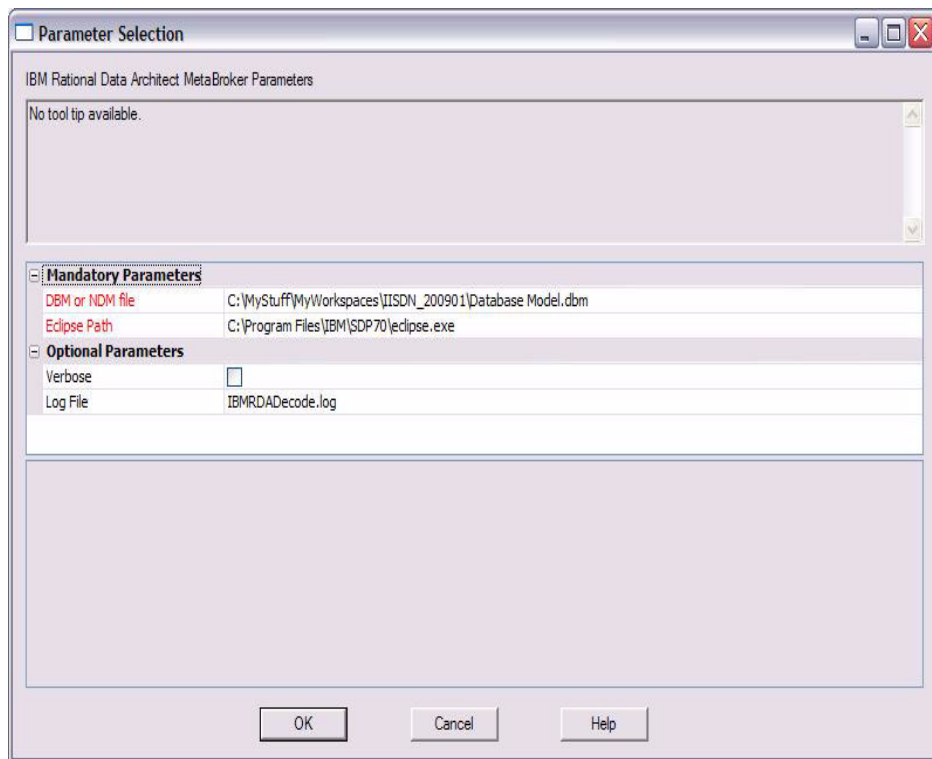 Parameter Selection
IBM Rational Data Architect MetaBroker Parameters
No tool tip available.
Mandatory Parameters
DBM or NDM file C:\MyStuff\MyWorkspaces\IISDN_200901\Database Model.dbm
Eclipse Path C:\Program Files\IBM\SDP70\eclipse.exe
Optional Parameters
Verbose
Log File IBMRDADecode.log
OK Cancel Help